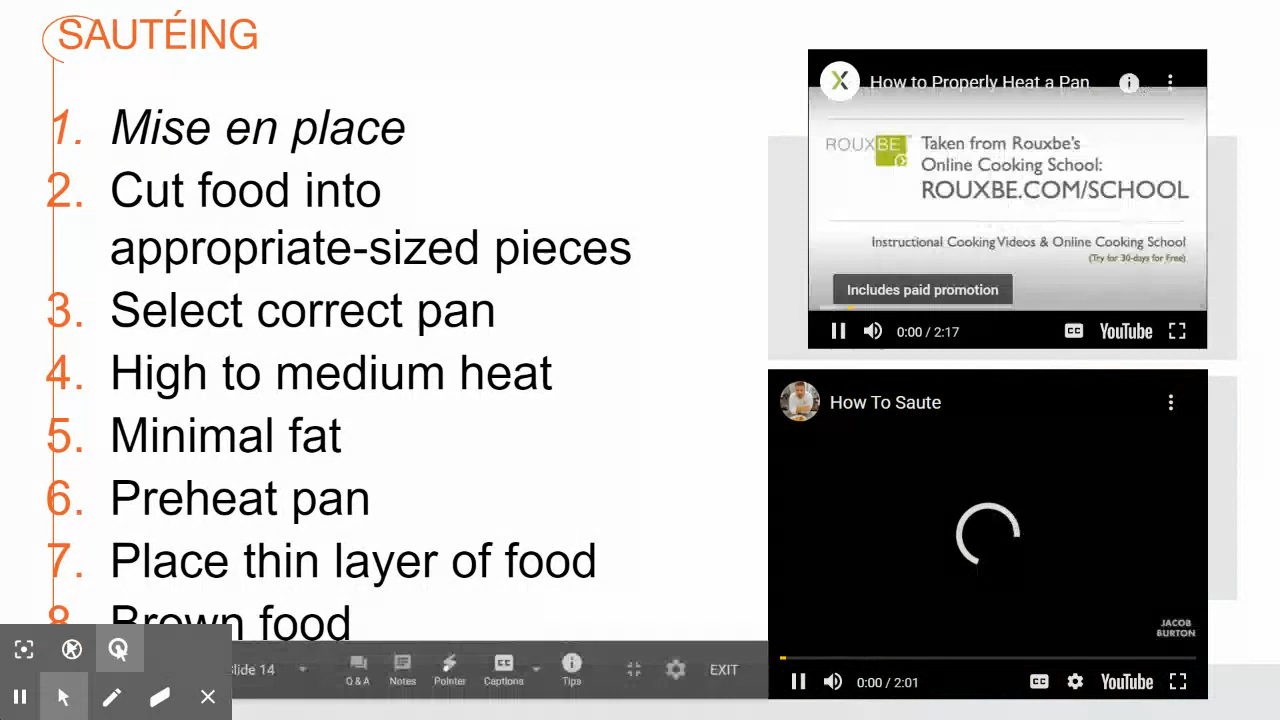 SAUTÉING
1. Mise en place
2. Cut food into
appropriate-sized pieces
3. Select correct pan
4. High to medium heat
5. Minimal fat
6. Preheat pan
7. Place thin layer of food
8. Brown food
How to Properly Heat a Pan
ROUXBE
Taken from Rouxbe's
Online Cooking School:
ROUXBE.COM/SCHOOL
Instructional Cooking Videos & Online Cooking School
(Try for 30-days for Free)
Includes paid promotion
0:00 / 2:17
CC
YouTube
How To Saute
JACOB
BURTON
0:00 / 2:01
CC
YouTube
Slide 14
Q & A
Notes
Pointer
CC
Captions
Tips
EXIT